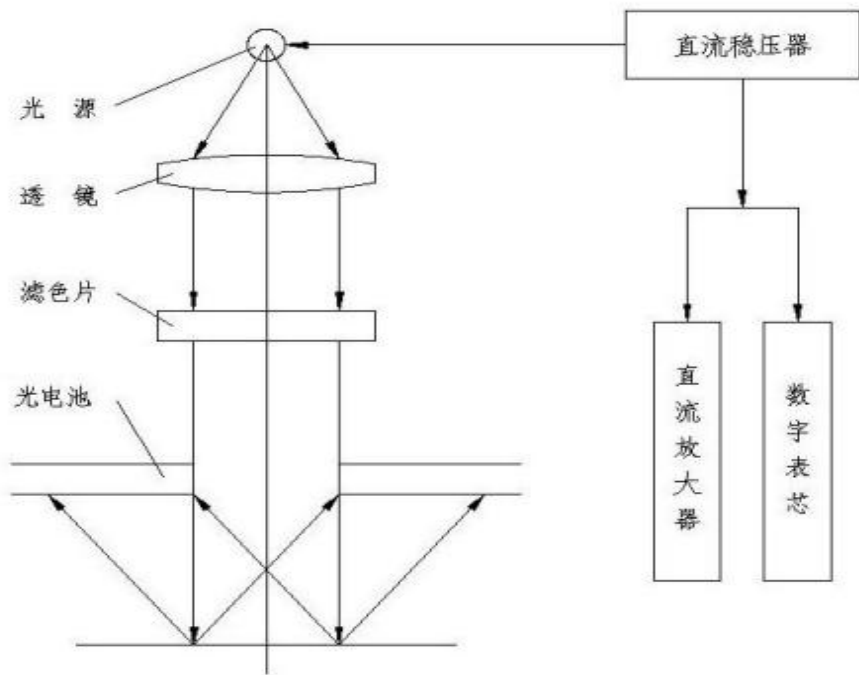 直流稳压器
光 源
透 镜
滤色片
光电池
直流放大器
数字表芯